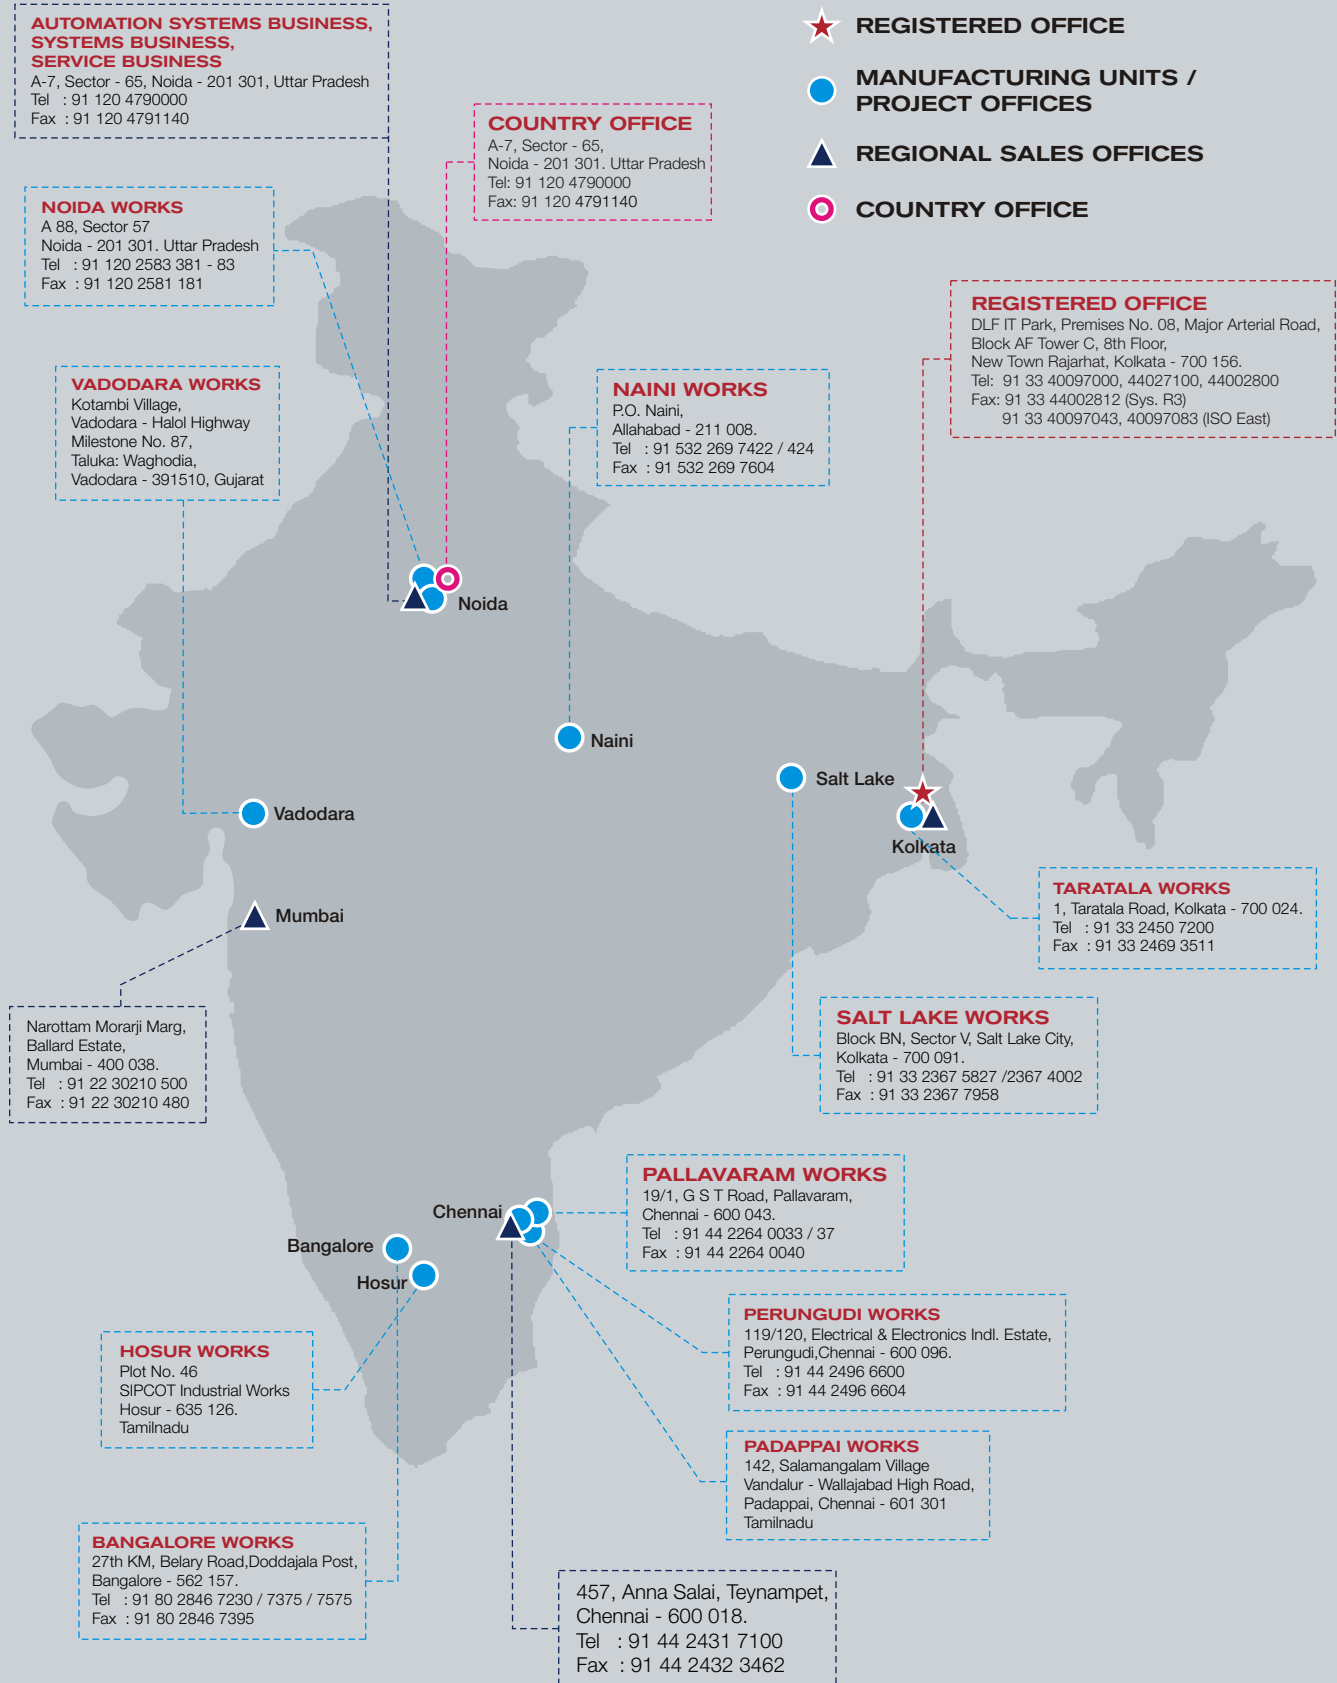 AUTOMATION SYSTEMS BUSINESS,
SYSTEMS BUSINESS,
SERVICE BUSINESS
A-7, Sector - 65, Noida - 201 301, Uttar Pradesh
Tel : 91 120 4790000
Fax : 91 120 4791140
REGISTERED OFFICE
MANUFACTURING UNITS /
PROJECT OFFICES
REGIONAL SALES OFFICES
COUNTRY OFFICE
COUNTRY OFFICE
A-7, Sector - 65,
Noida - 201 301. Uttar Pradesh
Tel: 91 120 4790000
Fax: 91 120 4791140
NOIDA WORKS
A 88, Sector 57
Noida - 201 301. Uttar Pradesh
Tel : 91 120 2583 381 - 83
Fax : 91 120 2581 181
REGISTERED OFFICE
DLF IT Park, Premises No. 08, Major Arterial Road,
Block AF Tower C, 8th Floor,
New Town Rajarhat, Kolkata - 700 156.
Tel: 91 33 40097000, 44027100, 44002800
Fax: 91 33 44002812 (Sys. R3)
91 33 40097043, 40097083 (ISO East)
VADODARA WORKS
Kotambi Village,
Vadodara - Halol Highway
Milestone No. 87,
Taluka: Waghodia,
Vadodara - 391510, Gujarat
NAINI WORKS
P.O. Naini,
Allahabad - 211 008.
Tel : 91 532 269 7422 / 424
Fax : 91 532 269 7604
Noida
Naini
Salt Lake
Vadodara
Kolkata
Mumbai
TARATALA WORKS
1, Taratala Road, Kolkata - 700 024.
Tel : 91 33 2450 7200
Fax : 91 33 2469 3511
Narottam Morarji Marg,
Ballard Estate,
Mumbai - 400 038.
Tel : 91 22 30210 500
Fax : 91 22 30210 480
SALT LAKE WORKS
Block BN, Sector V, Salt Lake City,
Kolkata - 700 091.
Tel : 91 33 2367 5827 /2367 4002
Fax : 91 33 2367 7958
PALLAVARAM WORKS
19/1, G S T Road, Pallavaram,
Chennai - 600 043.
Tel : 91 44 2264 0033 / 37
Fax : 91 44 2264 0040
Chennai
Bangalore
Hosur
PERUNGUDI WORKS
119/120, Electrical & Electronics Indl. Estate,
Perungudi,Chennai - 600 096.
Tel : 91 44 2496 6600
Fax : 91 44 2496 6604
HOSUR WORKS
Plot No. 46
SIPCOT Industrial Works
Hosur - 635 126.
Tamilnadu
PADAPPAI WORKS
142, Salamangalam Village
Vandalur - Wallajabad High Road,
Padappai, Chennai - 601 301
Tamilnadu
BANGALORE WORKS
27th KM, Belary Road,Doddajala Post,
Bangalore - 562 157.
Tel : 91 80 2846 7230 / 7375 / 7575
Fax : 91 80 2846 7395
457, Anna Salai, Teynampet,
Chennai - 600 018.
Tel : 91 44 2431 7100
Fax : 91 44 2432 3462